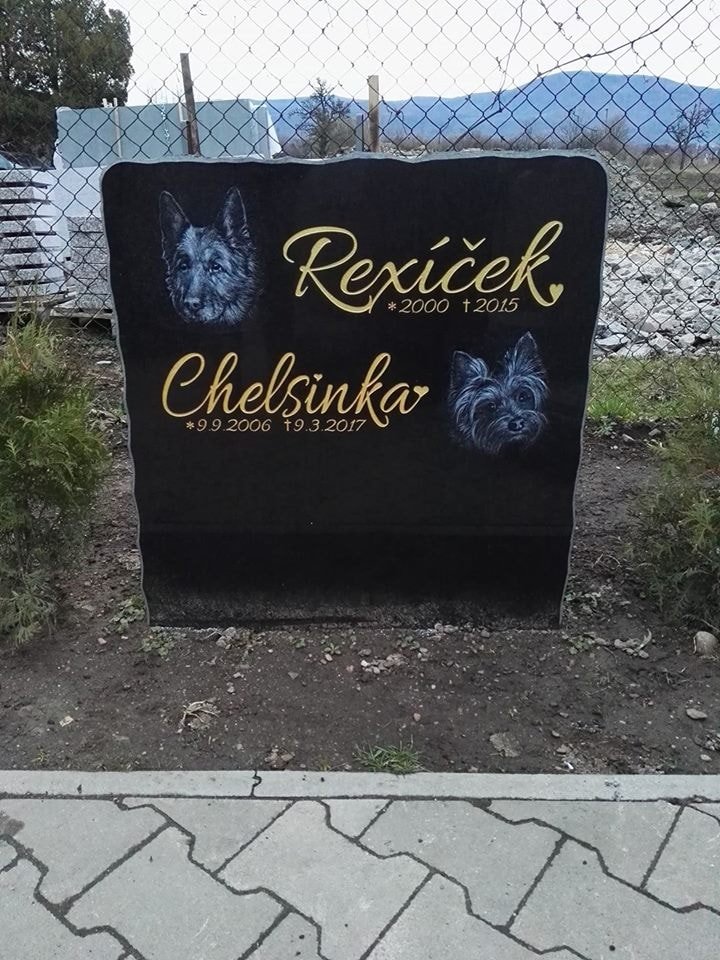 Rexíček
*2000 †2015
Chelsinka
*9.9.2006 †9.3.2017